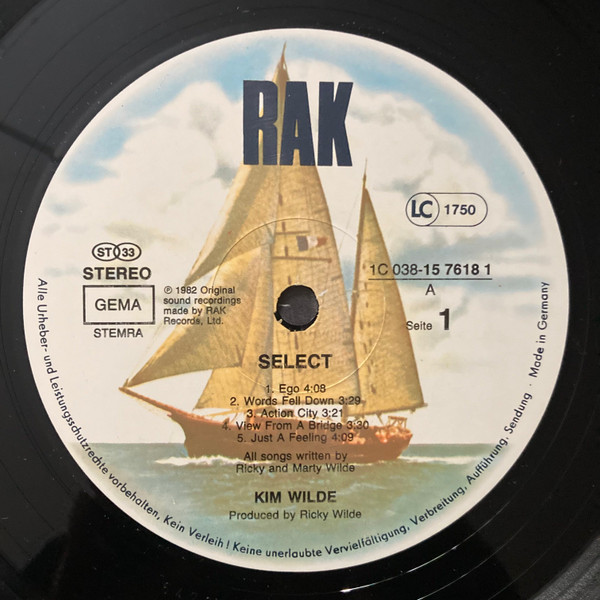 RAK
LC 1750
ST 33
STEREO
GEMA
STEMRA
℗ 1982 Original
sound recordings
made by RAK
Records, Ltd.
1C 038-15 7618 1
A
Seite 1
SELECT
1. Ego 4:08
2. Words Fell Down 3:29
3. Action City 3:21
4. View From A Bridge 3:30
5. Just A Feeling 4:09
All songs written by
Ricky and Marty Wilde
KIM WILDE
Produced by Ricky Wilde
Alle Urheber- und Leistungsschutzrechte vorbehalten, Kein Verleih! Keine unerlaubte Vervielfältigung, Verbreitung, Aufführung, Sendung · Made in Germany